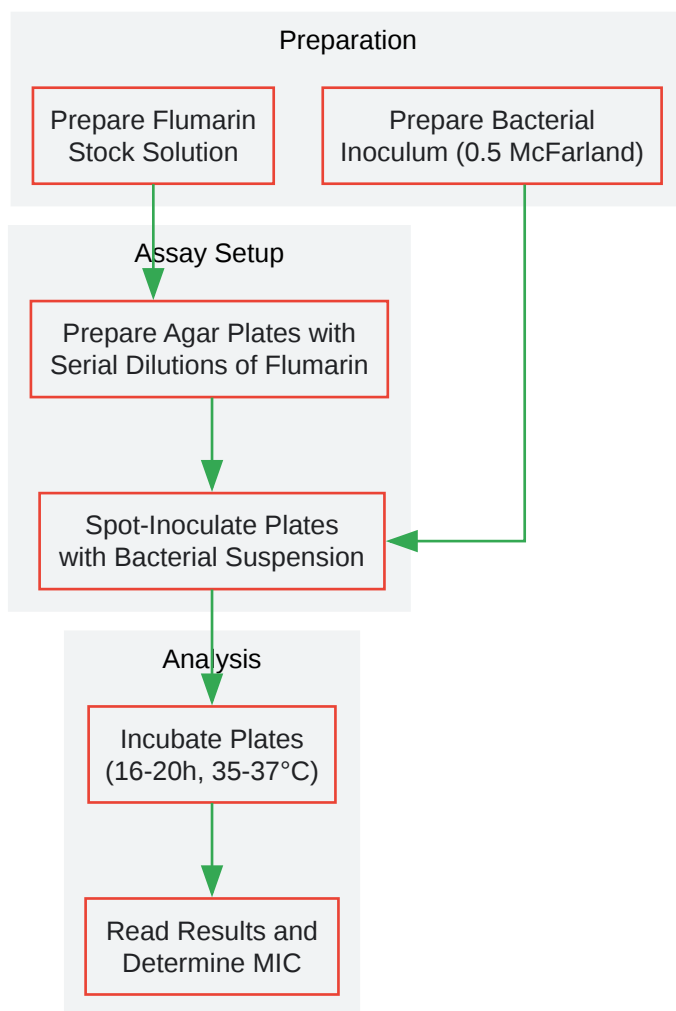 Preparation
Prepare Flumarin
Stock Solution
Prepare Bacterial
Inoculum (0.5 McFarland)
Assay Setup
Prepare Agar Plates with
Serial Dilutions of Flumarin
Spot-Inoculate Plates
with Bacterial Suspension
Analysis
Incubate Plates
(16-20h, 35-37°C)
Read Results and
Determine MIC